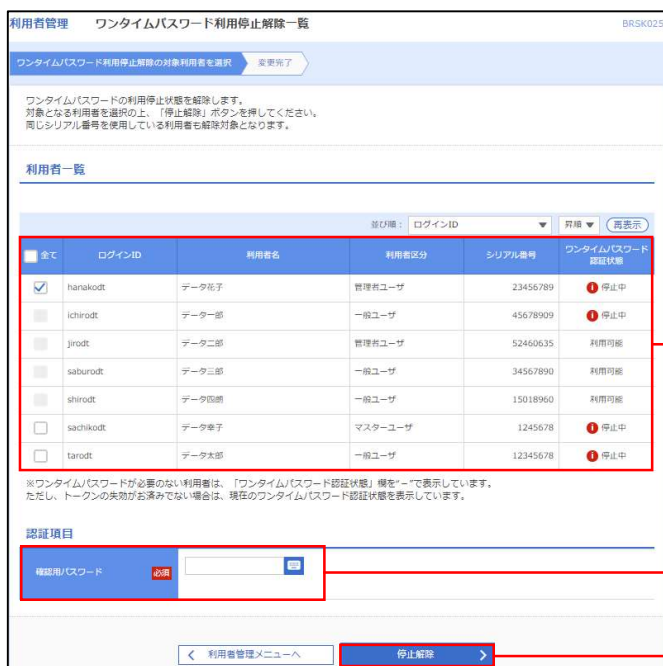 利用者管理 ワンタイムパスワード利用停止解除一覧 BRSK025
ワンタイムパスワード利用停止解除の対象利用者を選択 変更完了
ワンタイムパスワードの利用停止状態を解除します。
対象となる利用者を選択の上、「停止解除」ボタンを押してください。
同じシリアル番号を使用している利用者も解除対象となります。
利用者一覧
並び順： ログインID 昇順 再表示
全て ログインID 利用者名 利用者区分 シリアル番号 ワンタイムパスワード
認証状態
hanakodt データ花子 管理者ユーザ 23456789 停止中
ichirodt データ一郎 一般ユーザ 45678909 停止中
jirodt データ二郎 管理者ユーザ 52460635 利用可能
saburodt データ三郎 一般ユーザ 34567890 利用可能
shirodt データ四朗 一般ユーザ 15018960 利用可能
sachikodt データ幸子 マスターユーザ 1245678 停止中
tarodt データ太郎 一般ユーザ 12345678 停止中
※ワンタイムパスワードが必要のない利用者は、「ワンタイムパスワード認証状態」欄を"－"で表示しています。
ただし、トークンの失効がお済みでない場合は、現在のワンタイムパスワード認証状態を表示しています。
認証項目
確認用パスワード 必須
利用者管理メニューへ 停止解除